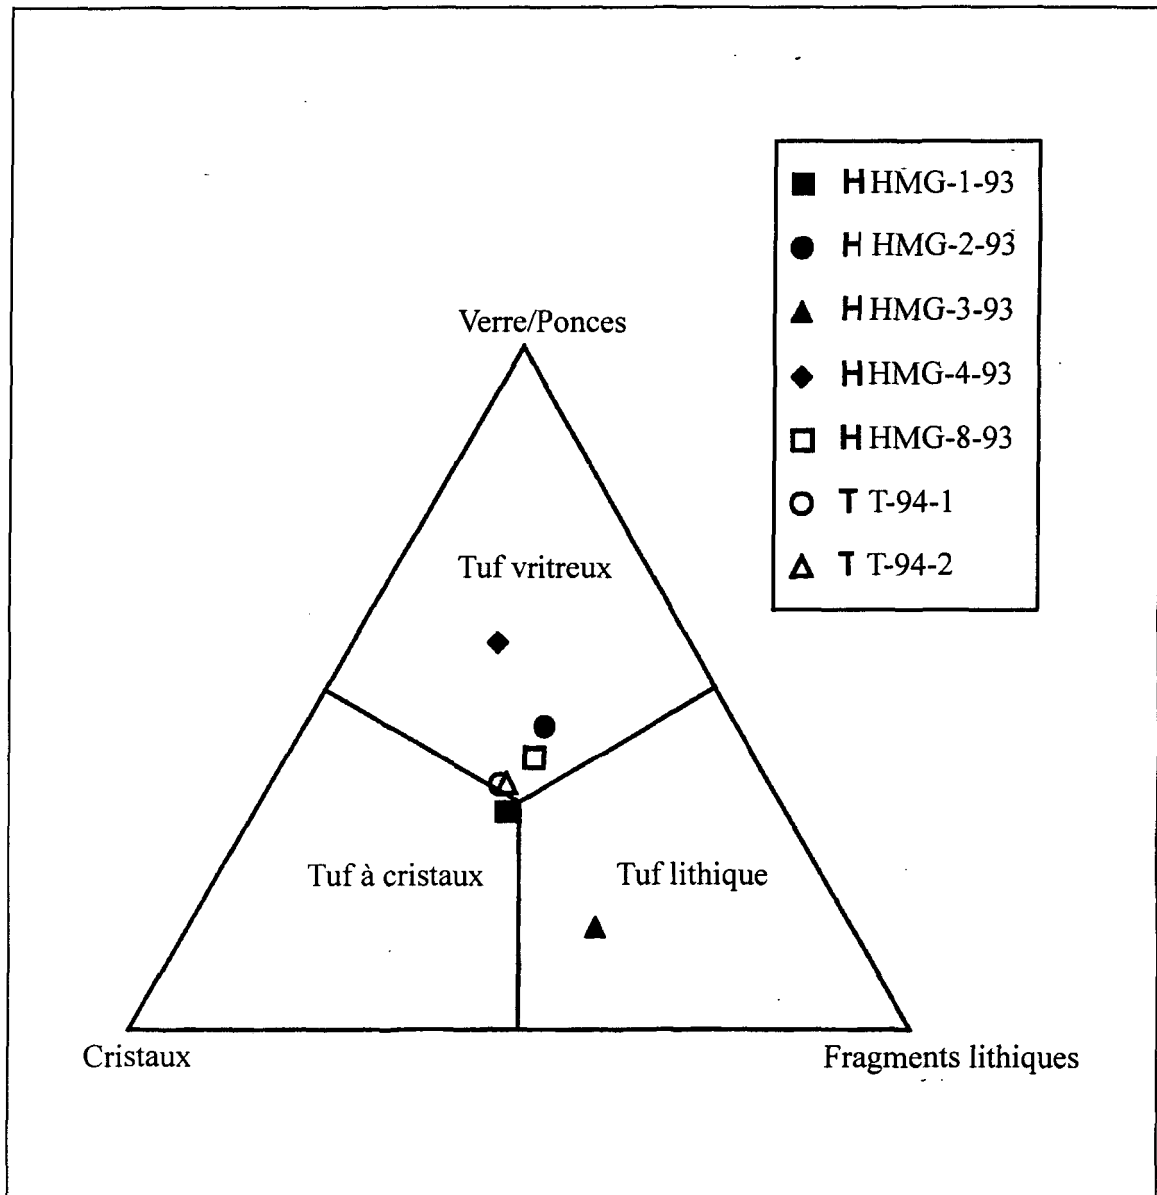 H HMG-1-93
H HMG-2-93
H HMG-3-93
H HMG-4-93
H HMG-8-93
T T-94-1
T T-94-2
Verre/Ponces
Tuf vritreux
Tuf à cristaux
Tuf lithique
Cristaux
Fragments lithiques